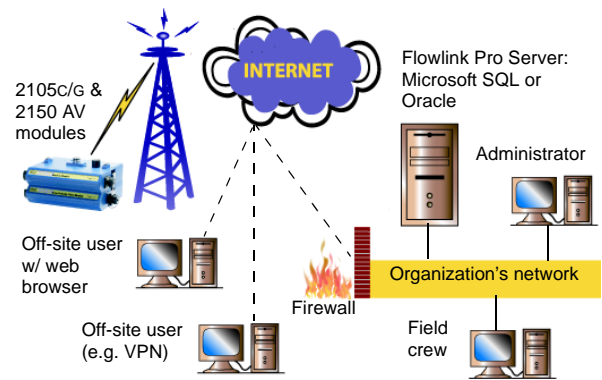 2105C/G &
2150 AV
modules
INTERNET
Flowlink Pro Server:
Microsoft SQL or
Oracle
Administrator
Off-site user
w/ web
browser
Firewall
Organization's network
Off-site user
(e.g. VPN)
Field
crew